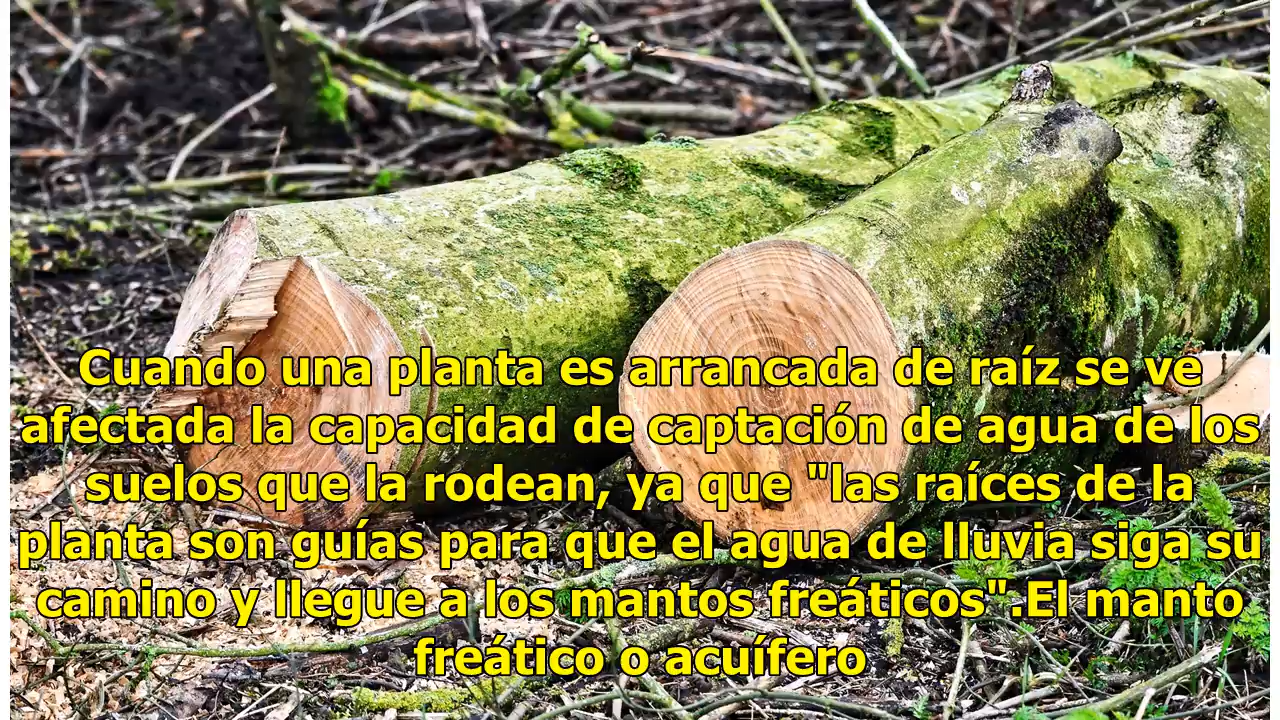 Cuando una planta es arrancada de raíz se ve
afectada la capacidad de captación de agua de los
suelos que la rodean, ya que "las raíces de la
planta son guías para que el agua de lluvia siga su
camino y llegue a los mantos freáticos".El manto
freático o acuífero